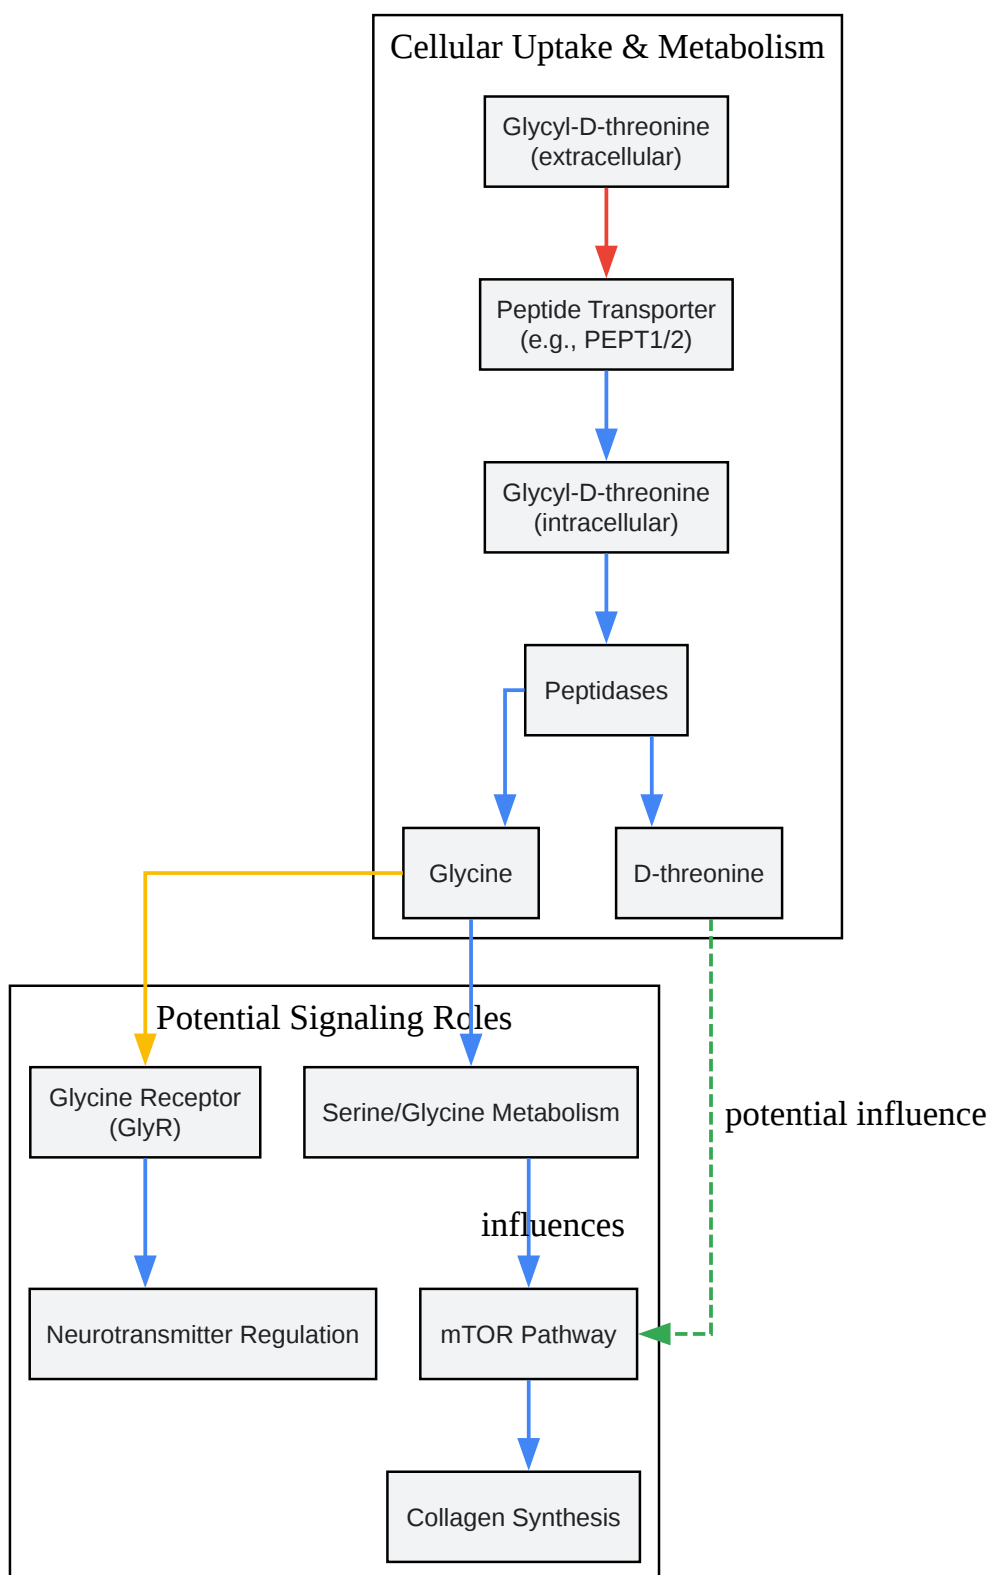 Cellular Uptake & Metabolism
Glycyl-D-threonine
(extracellular)
Peptide Transporter
(e.g., PEPT1/2)
Glycyl-D-threonine
(intracellular)
Peptidases
Glycine
D-threonine
Potential Signaling Roles
Glycine Receptor
(GlyR)
Serine/Glycine Metabolism
potential influence
influences
Neurotransmitter Regulation
mTOR Pathway
Collagen Synthesis